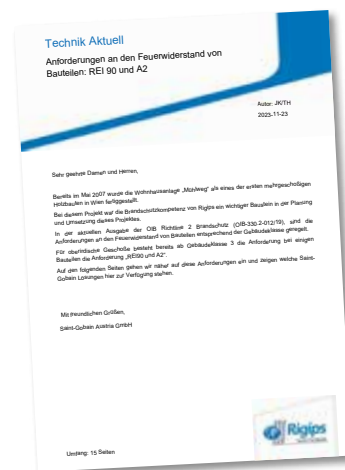 Technik Aktuell
Anforderungen an den Feuerwiderstand von
Bauteilen: REI 90 und A2
Autor: JK/TH
2023-11-23
Sehr geehrte Damen und Herren,
Bereits im Mai 2007 wurde die Wohnhausanlage „Mühlweg“ als eines der ersten mehrgeschoßigen
Holzbauten in Wien fertiggestellt.
Bei diesem Projekt war die Brandschutzkompetenz von Rigips ein wichtiger Baustein in der Planung
und Umsetzung dieses Projektes.
In der aktuellen Ausgabe der OIB Richtlinie 2 Brandschutz (OIB-330.2-012/19), sind die
Anforderungen an den Feuerwiderstand von Bauteilen entsprechend der Gebäudeklasse geregelt.
Für oberirdische Geschoße besteht bereits ab Gebäudeklasse 3 die Anforderung bei einigen
Bauteilen die Anforderung „REI90 und A2“.
Auf den folgenden Seiten gehen wir näher auf diese Anforderungen ein und zeigen welche Saint-
Gobain Lösungen hier zur Verfügung stehen.
Mit freundlichen Grüßen,
Saint-Gobain Austria GmbH
Umfang: 15 Seiten
Rigips